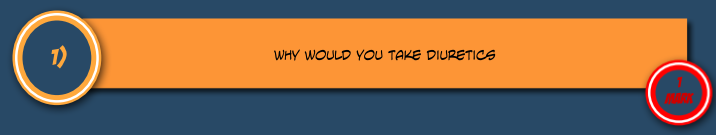 1)
WHY WOULD YOU TAKE DIURETICS
1
MARK